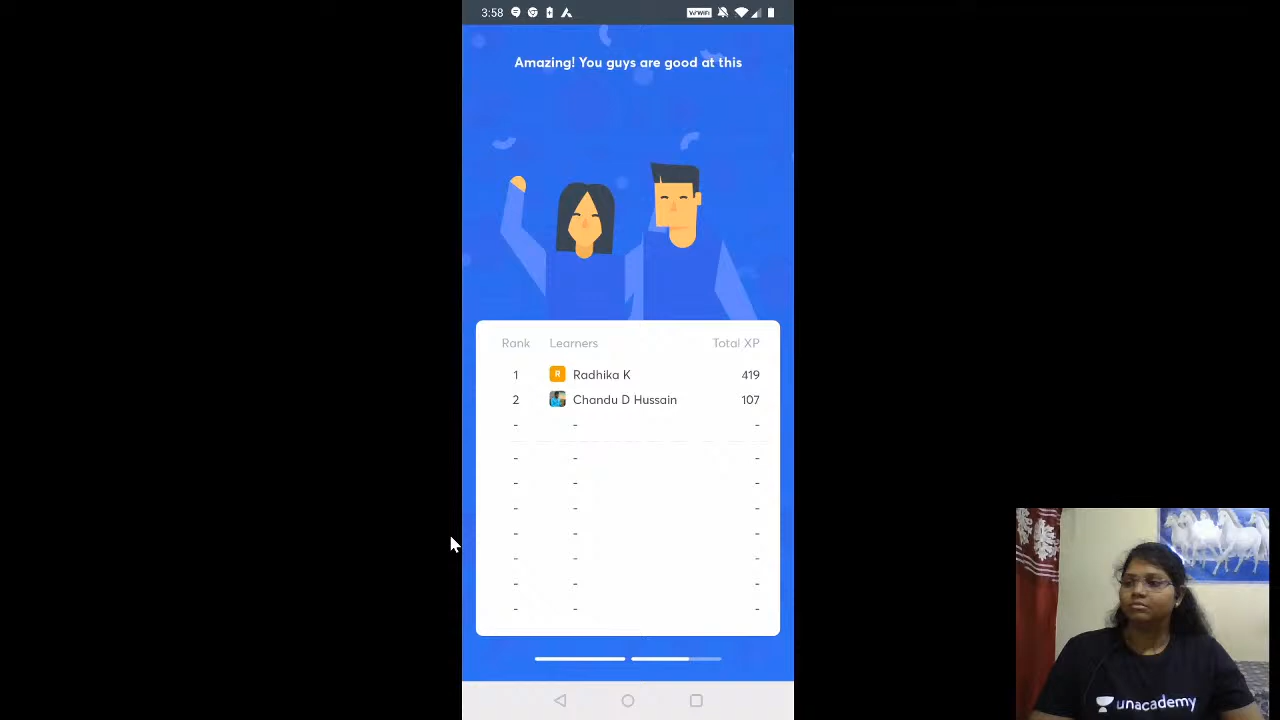 3:58
VoWiFi
Amazing! You guys are good at this
Rank Learners Total XP
1 R Radhika K 419
2 Chandu D Hussain 107
- - -
- - -
- - -
- - -
- - -
- - -
- - -
- - -
unacademy